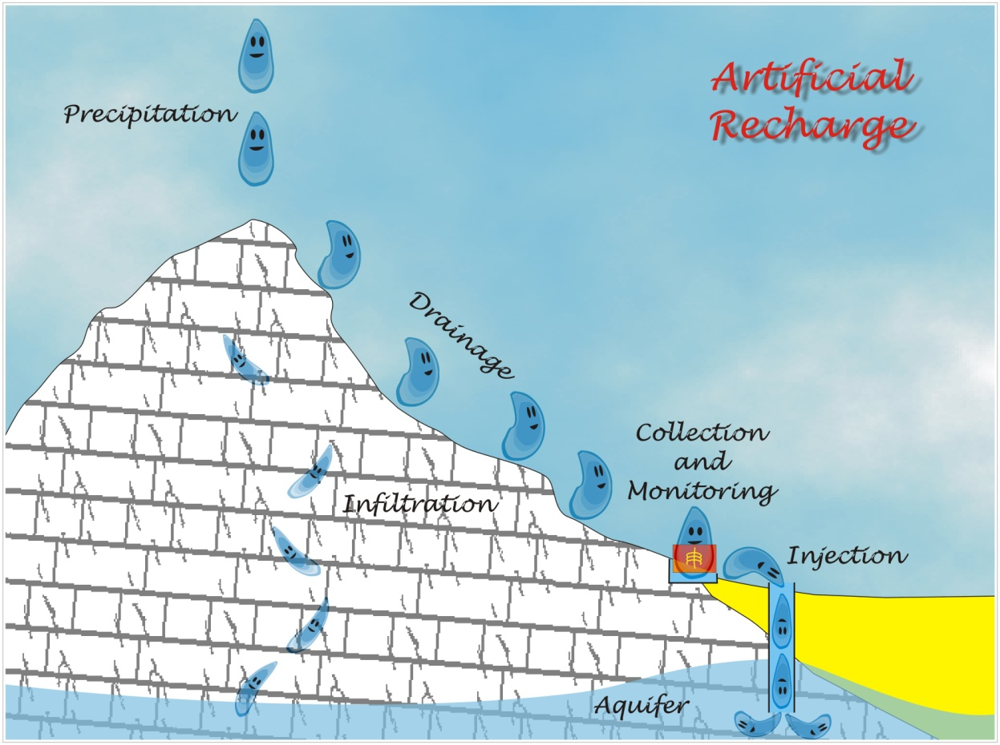 Artificial
Recharge
Precipitation
Drainage
Collection
and
Monitoring
Infiltration
Injection
Aquifer